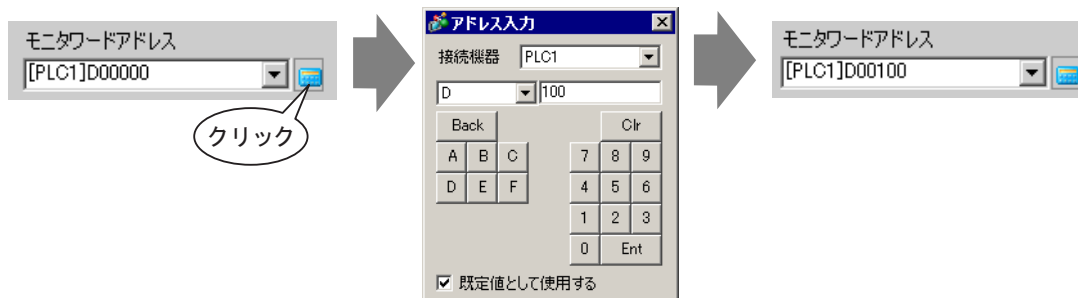 モニタワードアドレス
[PLC1]D00000
クリック
アドレス入力
接続機器 PLC1
D 100
Back Clr
A B C 7 8 9
D E F 4 5 6
1 2 3
0 Ent
既定値として使用する
モニタワードアドレス
[PLC1]D00100